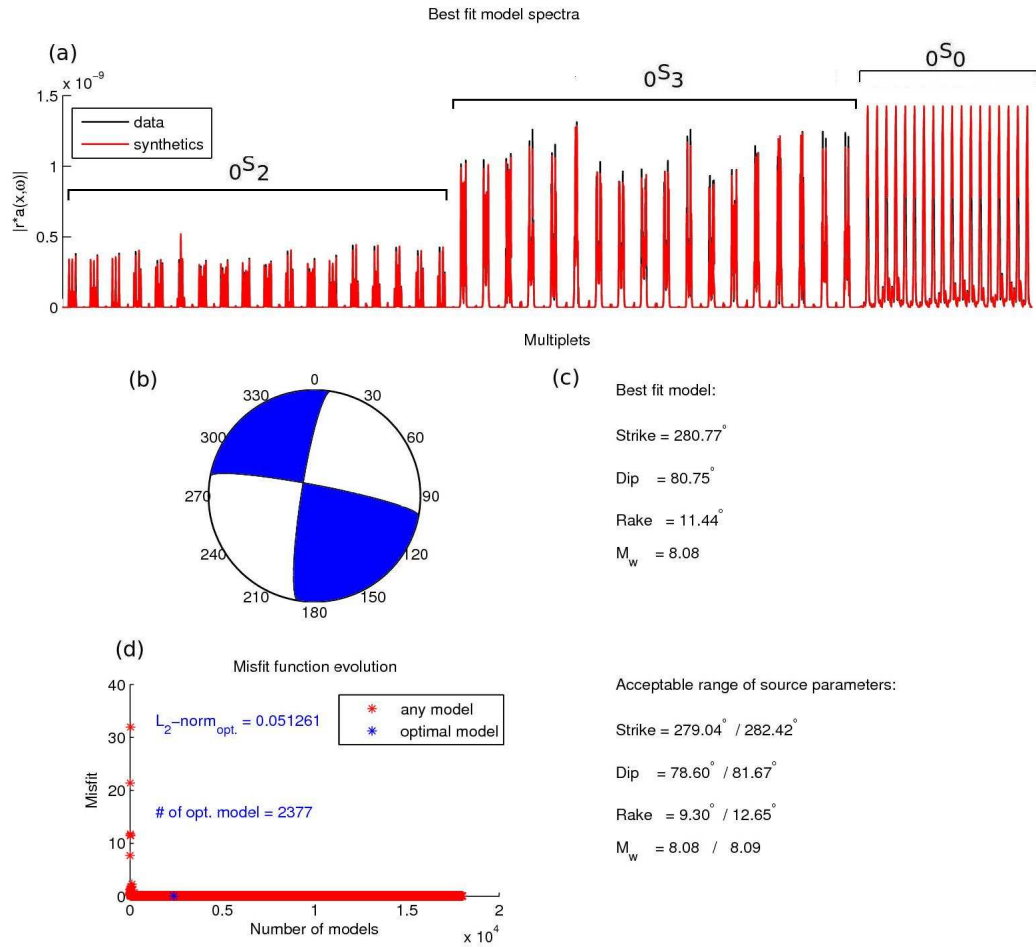 Best fit model spectra
(a)
x 10⁻⁹
1.5
1
0.5
0
|r*a(x,ω)|
data
synthetics
₀S₂
₀S₃
₀S₀
Multiplets
(b)
0
30
60
90
120
150
180
210
240
270
300
330
(c)
Best fit model:
Strike = 280.77°
Dip = 80.75°
Rake = 11.44°
M_w = 8.08
(d)
Misfit function evolution
40
30
20
10
0
Misfit
L₂−norm_opt. = 0.051261
# of opt. model = 2377
any model
optimal model
0 0.5 1 1.5 2
Number of models
x 10⁴
Acceptable range of source parameters:
Strike = 279.04° / 282.42°
Dip = 78.60° / 81.67°
Rake = 9.30° / 12.65°
M_w = 8.08 / 8.09